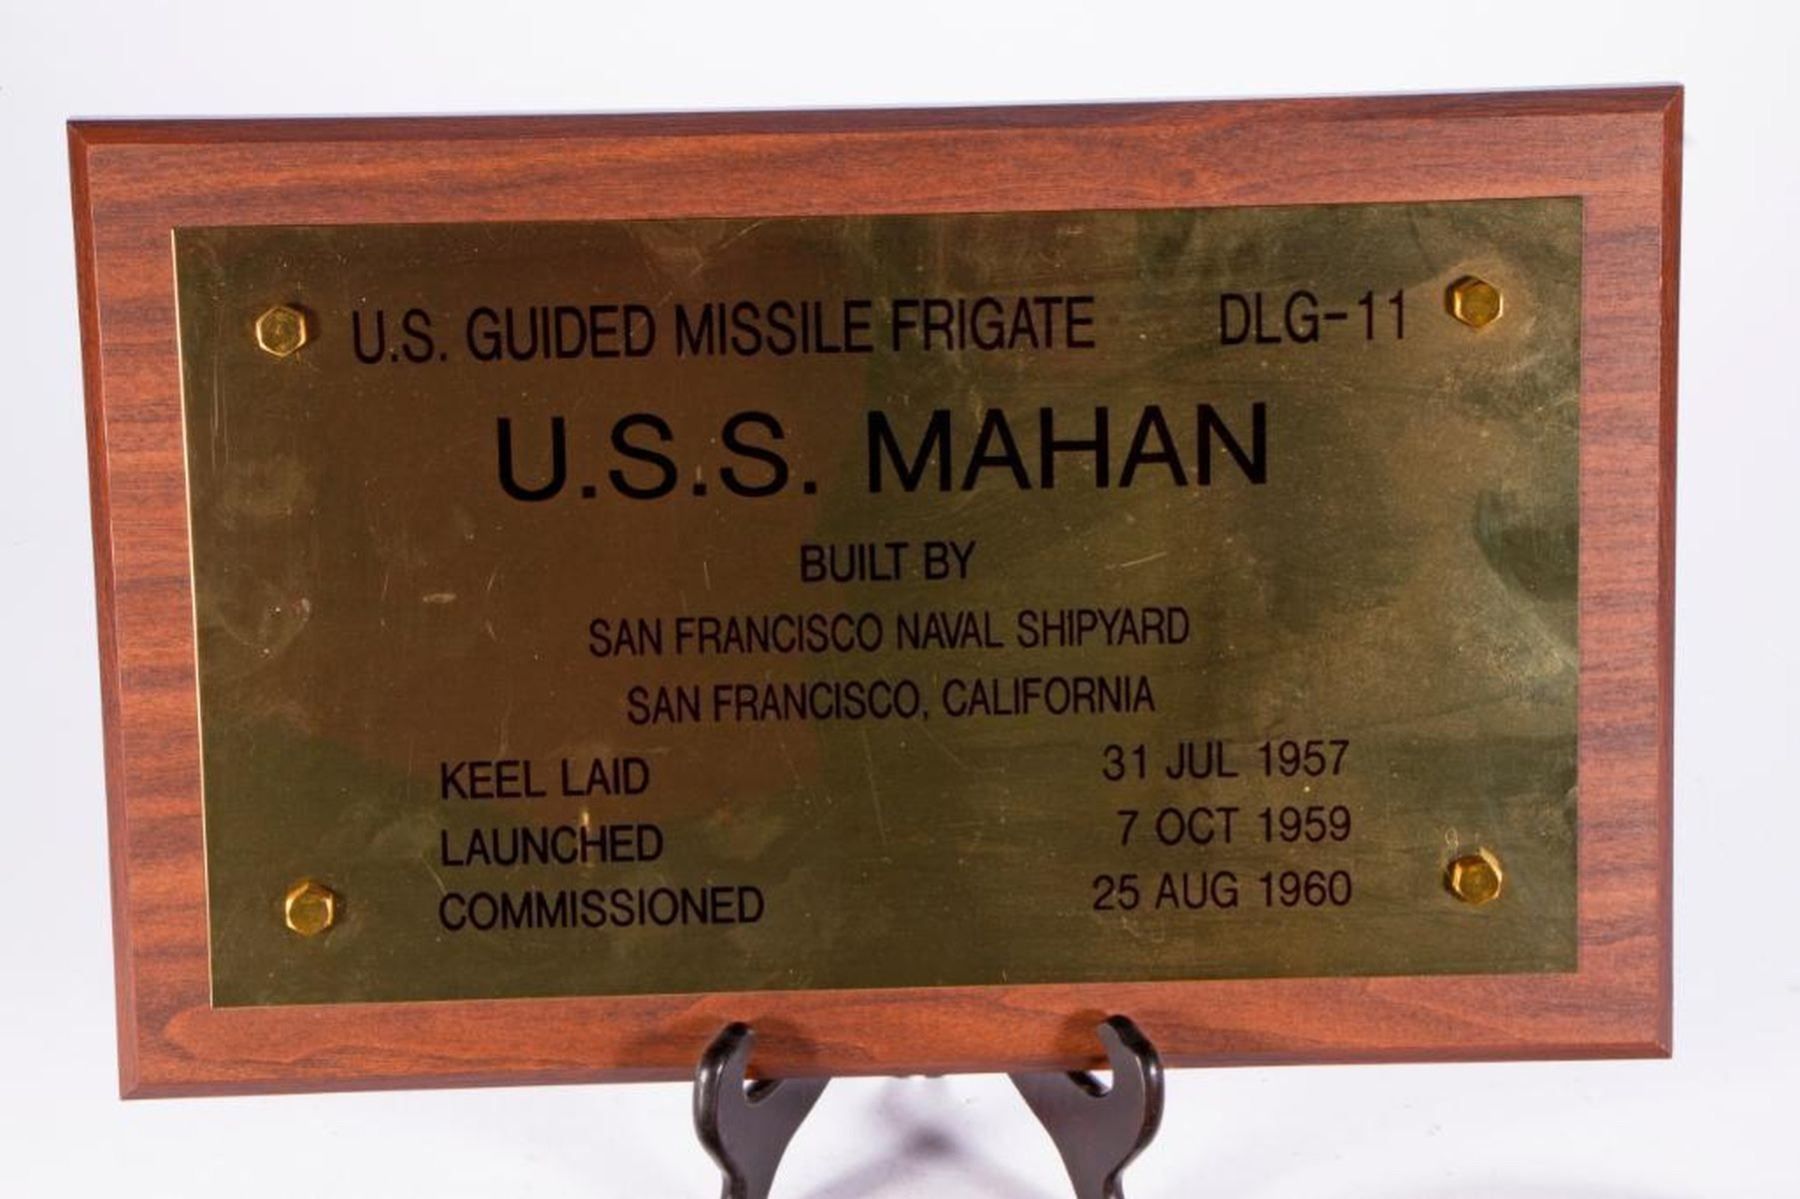 U.S. GUIDED MISSILE FRIGATE DLG-11
U.S.S. MAHAN
BUILT BY
SAN FRANCISCO NAVAL SHIPYARD
SAN FRANCISCO, CALIFORNIA
KEEL LAID 31 JUL 1957
LAUNCHED 7 OCT 1959
COMMISSIONED 25 AUG 1960